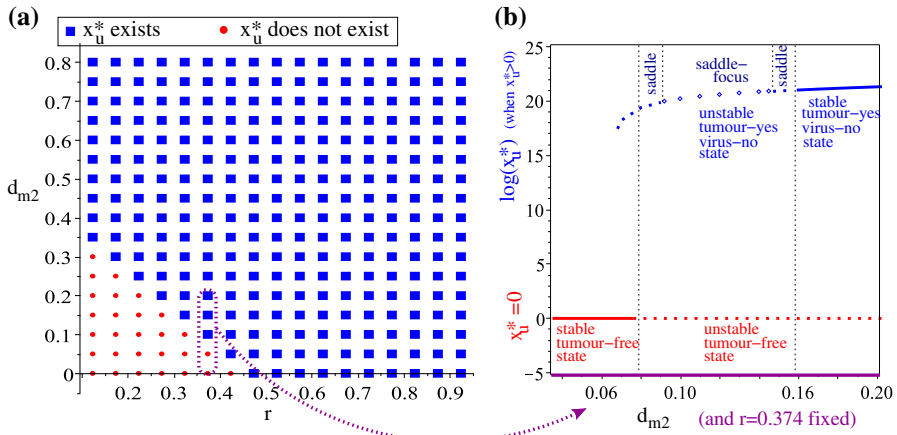 (a)
x*u exists x*u does not exist
0.8
0.7
0.6
0.5
0.4
0.3
0.2
0.1
0
dm2
0.2 0.3 0.4 0.5 0.6 0.7 0.8 0.9
r
(b)
25
20
15
10
5
0
−5
log(x*u) (when x*u>0)
x*u=0
saddle
saddle−
focus
saddle
unstable
tumour−yes
virus−no
state
stable
tumour−yes
virus−no
state
stable
tumour−free
state
unstable
tumour−free
state
0.06 0.10 0.16 0.20
dm2 (and r=0.374 fixed)